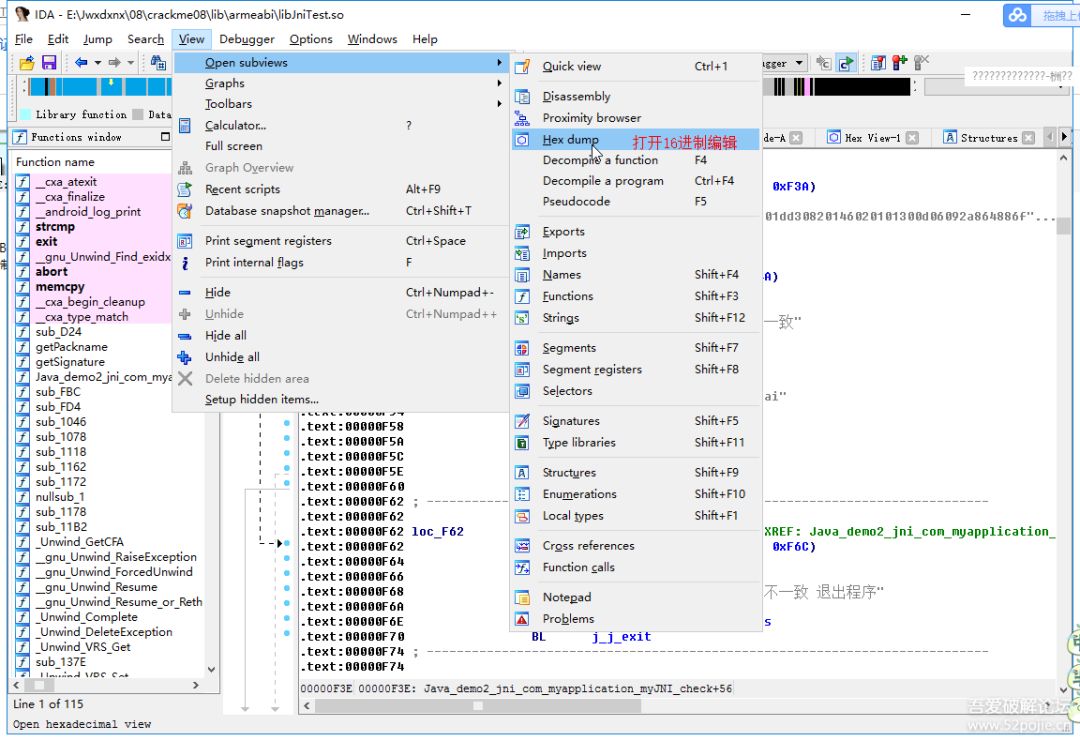 IDA - E:\Jwxdxnx\08\crackme08\lib\armeabi\libJniTest.so
拖拽上
File Edit Jump Search View Debugger Options Windows Help
Library function
Data
?????????????-栦??
Functions window
Function name
__cxa_atexit
__cxa_finalize
__android_log_print
strcmp
exit
__gnu_Unwind_Find_exidx
abort
memcpy
__cxa_begin_cleanup
__cxa_type_match
sub_D24
getPackname
getSignature
Java_demo2_jni_com_mya
sub_FBC
sub_FD4
sub_1046
sub_1078
sub_1118
sub_1162
sub_1172
nullsub_1
sub_1178
sub_11B2
_Unwind_GetCFA
__gnu_Unwind_RaiseException
__gnu_Unwind_ForcedUnwind
__gnu_Unwind_Resume
__gnu_Unwind_Resume_or_Reth
_Unwind_Complete
_Unwind_DeleteException
_Unwind_VRS_Get
sub_137E
_Unwind_VRS_Set
Line 1 of 115
Open hexadecimal view
Open subviews
Graphs
Toolbars
Calculator... ?
Full screen
Graph Overview
Recent scripts Alt+F9
Database snapshot manager... Ctrl+Shift+T
Print segment registers Ctrl+Space
Print internal flags F
Hide Ctrl+Numpad+-
Unhide Ctrl+Numpad++
Hide all
Unhide all
Delete hidden area
Setup hidden items...
Quick view Ctrl+1
Disassembly
Proximity browser
Hex dump 打开16进制编辑
Decompile a function F4
Decompile a program Ctrl+F4
Pseudocode F5
Exports
Imports
Names Shift+F4
Functions Shift+F3
Strings Shift+F12
Segments Shift+F7
Segment registers Shift+F8
Selectors
Signatures Shift+F5
Type libraries Shift+F11
Structures Shift+F9
Enumerations Shift+F10
Local types Shift+F1
Cross references
Function calls
Notepad
Problems
gger
de-A
Hex View-1
Structures
0xF3A)
01dd30820146020101300d06092a864886f"...
A)
一致"
ai"
.text:00000F54
.text:00000F58
.text:00000F5A
.text:00000F5C
.text:00000F5E
.text:00000F60
.text:00000F62 ; ----------
.text:00000F62
.text:00000F62 loc_F62 XREF: Java_demo2_jni_com_myapplication_
.text:00000F62 0xF6C)
.text:00000F64
.text:00000F66
.text:00000F68 不一致 退出程序"
.text:00000F6A
.text:00000F6E s
.text:00000F70 BL j_j_exit
.text:00000F74 ; ----------
.text:00000F74
00000F3E 00000F3E: Java_demo2_jni_com_myapplication_myJNI_check+56
吾爱破解论坛
www.52pojie.cn